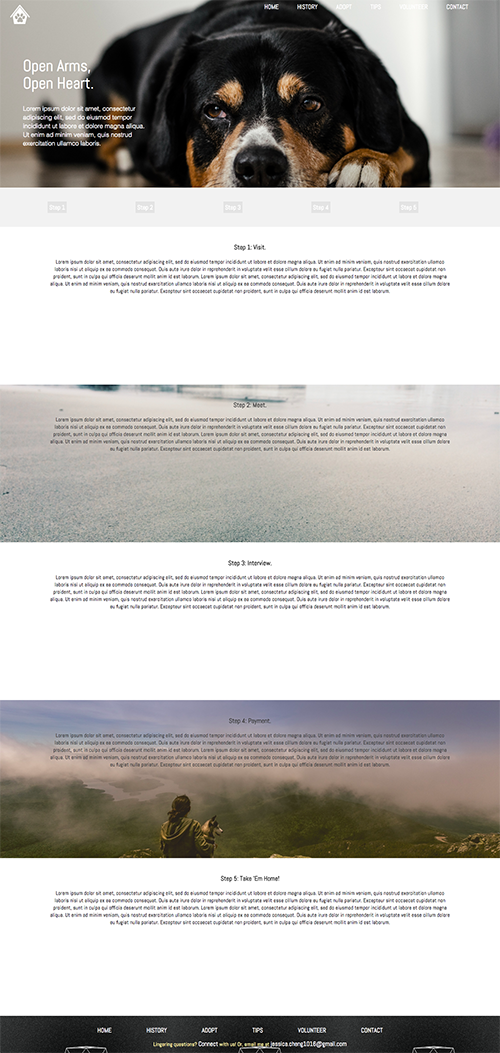 HOME HISTORY ADOPT TIPS VOLUNTEER CONTACT
Open Arms,
Open Heart.
Lorem ipsum dolor sit amet, consectetur
adipiscing elit, sed do eiusmod tempor
incididunt ut labore et dolore magna aliqua.
Ut enim ad minim veniam, quis nostrud
exercitation ullamco laboris.
Step 1 Step 2 Step 3 Step 4 Step 5
Step 1: Visit.
Lorem ipsum dolor sit amet, consectetur adipiscing elit, sed do eiusmod tempor incididunt ut labore et dolore magna aliqua. Ut enim ad minim veniam, quis nostrud exercitation ullamco
laboris nisi ut aliquip ex ea commodo consequat. Duis aute irure dolor in reprehenderit in voluptate velit esse cillum dolore eu fugiat nulla pariatur. Excepteur sint occaecat cupidatat non
proident, sunt in culpa qui officia deserunt mollit anim id est laborum. Lorem ipsum dolor sit amet, consectetur adipiscing elit, sed do eiusmod tempor incididunt ut labore et dolore magna
aliqua. Ut enim ad minim veniam, quis nostrud exercitation ullamco laboris nisi ut aliquip ex ea commodo consequat. Duis aute irure dolor in reprehenderit in voluptate velit esse cillum dolore
eu fugiat nulla pariatur. Excepteur sint occaecat cupidatat non proident, sunt in culpa qui officia deserunt mollit anim id est laborum.
Step 2: Meet.
Lorem ipsum dolor sit amet, consectetur adipiscing elit, sed do eiusmod tempor incididunt ut labore et dolore magna aliqua. Ut enim ad minim veniam, quis nostrud exercitation ullamco
laboris nisi ut aliquip ex ea commodo consequat. Duis aute irure dolor in reprehenderit in voluptate velit esse cillum dolore eu fugiat nulla pariatur. Excepteur sint occaecat cupidatat non
proident, sunt in culpa qui officia deserunt mollit anim id est laborum. Lorem ipsum dolor sit amet, consectetur adipiscing elit, sed do eiusmod tempor incididunt ut labore et dolore magna
aliqua. Ut enim ad minim veniam, quis nostrud exercitation ullamco laboris nisi ut aliquip ex ea commodo consequat. Duis aute irure dolor in reprehenderit in voluptate velit esse cillum dolore
eu fugiat nulla pariatur. Excepteur sint occaecat cupidatat non proident, sunt in culpa qui officia deserunt mollit anim id est laborum.
Step 3: Interview.
Lorem ipsum dolor sit amet, consectetur adipiscing elit, sed do eiusmod tempor incididunt ut labore et dolore magna aliqua. Ut enim ad minim veniam, quis nostrud exercitation ullamco
laboris nisi ut aliquip ex ea commodo consequat. Duis aute irure dolor in reprehenderit in voluptate velit esse cillum dolore eu fugiat nulla pariatur. Excepteur sint occaecat cupidatat non
proident, sunt in culpa qui officia deserunt mollit anim id est laborum. Lorem ipsum dolor sit amet, consectetur adipiscing elit, sed do eiusmod tempor incididunt ut labore et dolore magna
aliqua. Ut enim ad minim veniam, quis nostrud exercitation ullamco laboris nisi ut aliquip ex ea commodo consequat. Duis aute irure dolor in reprehenderit in voluptate velit esse cillum dolore
eu fugiat nulla pariatur. Excepteur sint occaecat cupidatat non proident, sunt in culpa qui officia deserunt mollit anim id est laborum.
Step 4: Payment.
Lorem ipsum dolor sit amet, consectetur adipiscing elit, sed do eiusmod tempor incididunt ut labore et dolore magna aliqua. Ut enim ad minim veniam, quis nostrud exercitation ullamco
laboris nisi ut aliquip ex ea commodo consequat. Duis aute irure dolor in reprehenderit in voluptate velit esse cillum dolore eu fugiat nulla pariatur. Excepteur sint occaecat cupidatat non
proident, sunt in culpa qui officia deserunt mollit anim id est laborum. Lorem ipsum dolor sit amet, consectetur adipiscing elit, sed do eiusmod tempor incididunt ut labore et dolore magna
aliqua. Ut enim ad minim veniam, quis nostrud exercitation ullamco laboris nisi ut aliquip ex ea commodo consequat. Duis aute irure dolor in reprehenderit in voluptate velit esse cillum dolore
eu fugiat nulla pariatur. Excepteur sint occaecat cupidatat non proident, sunt in culpa qui officia deserunt mollit anim id est laborum.
Step 5: Take 'Em Home!
Lorem ipsum dolor sit amet, consectetur adipiscing elit, sed do eiusmod tempor incididunt ut labore et dolore magna aliqua. Ut enim ad minim veniam, quis nostrud exercitation ullamco
laboris nisi ut aliquip ex ea commodo consequat. Duis aute irure dolor in reprehenderit in voluptate velit esse cillum dolore eu fugiat nulla pariatur. Excepteur sint occaecat cupidatat non
proident, sunt in culpa qui officia deserunt mollit anim id est laborum. Lorem ipsum dolor sit amet, consectetur adipiscing elit, sed do eiusmod tempor incididunt ut labore et dolore magna
aliqua. Ut enim ad minim veniam, quis nostrud exercitation ullamco laboris nisi ut aliquip ex ea commodo consequat. Duis aute irure dolor in reprehenderit in voluptate velit esse cillum dolore
eu fugiat nulla pariatur. Excepteur sint occaecat cupidatat non proident, sunt in culpa qui officia deserunt mollit anim id est laborum.
HOME HISTORY ADOPT TIPS VOLUNTEER CONTACT
Lingering questions? Connect with us! Or, email me at jessica.cheng1016@gmail.com